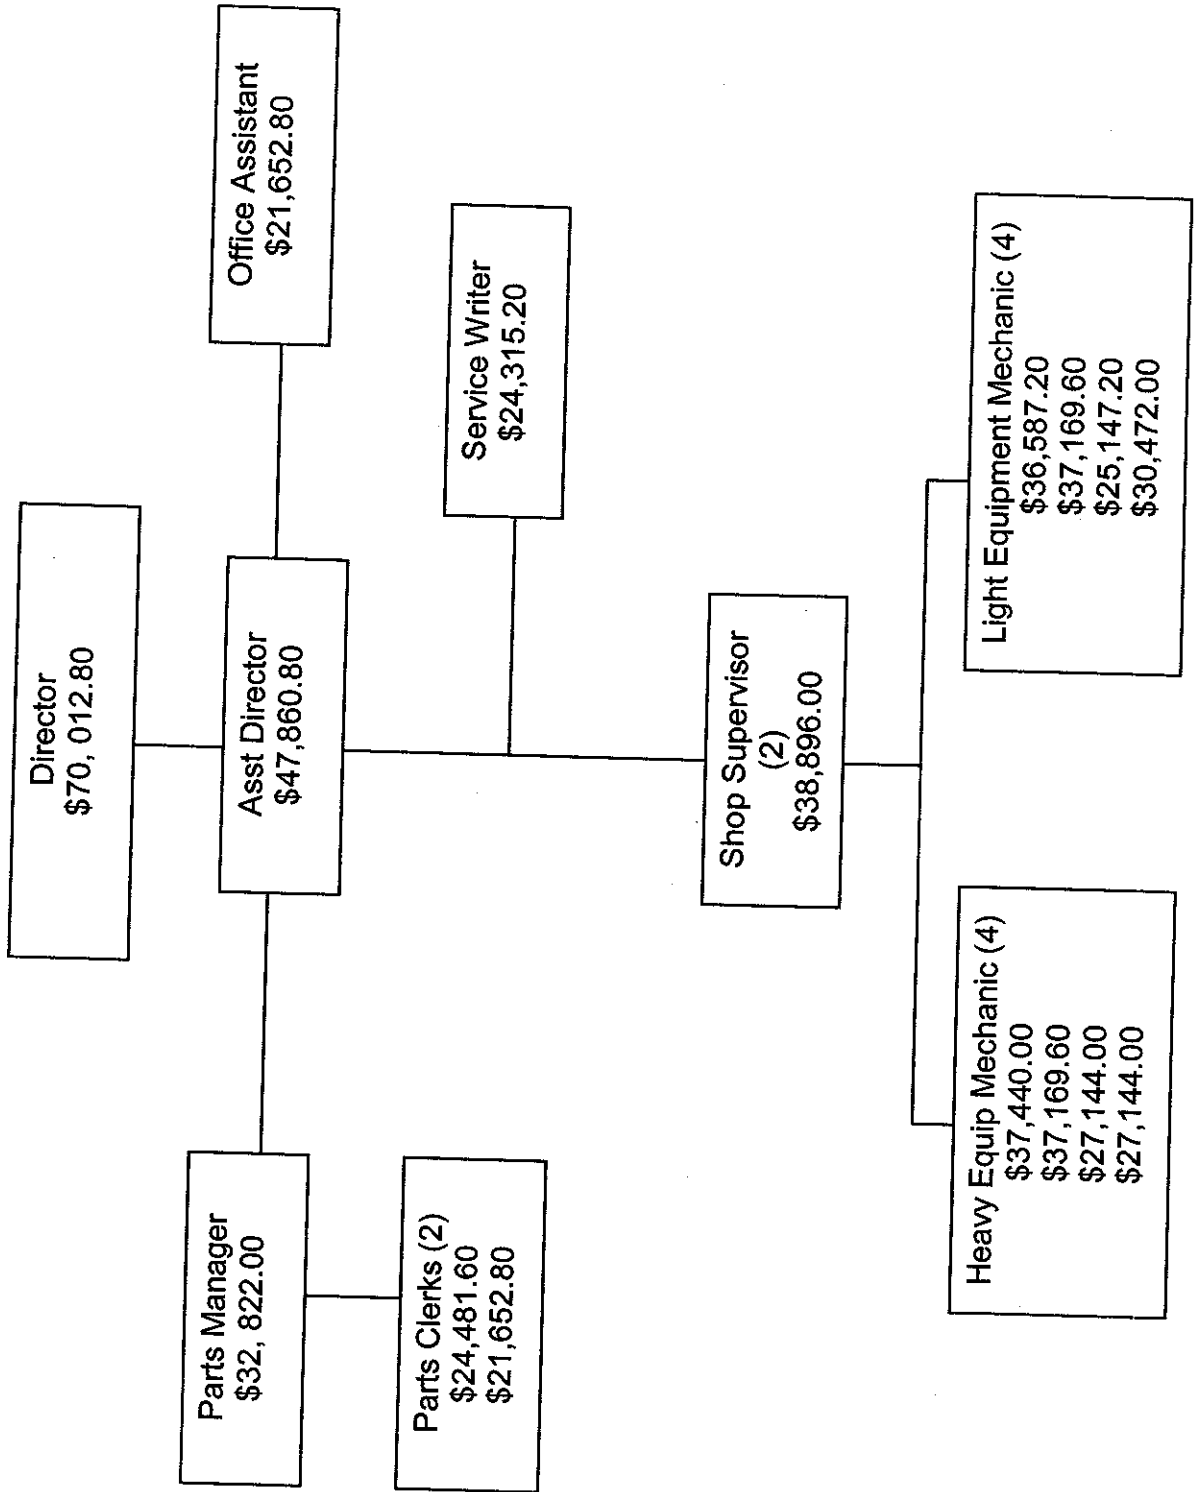 Director
$70, 012.80
Asst Director
$47,860.80
Office Assistant
$21,652.80
Parts Manager
$32, 822.00
Parts Clerks (2)
$24,481.60
$21,652.80
Service Writer
$24,315.20
Shop Supervisor
(2)
$38,896.00
Heavy Equip Mechanic (4)
$37,440.00
$37,169.60
$27,144.00
$27,144.00
Light Equipment Mechanic (4)
$36,587.20
$37,169.60
$25,147.20
$30,472.00